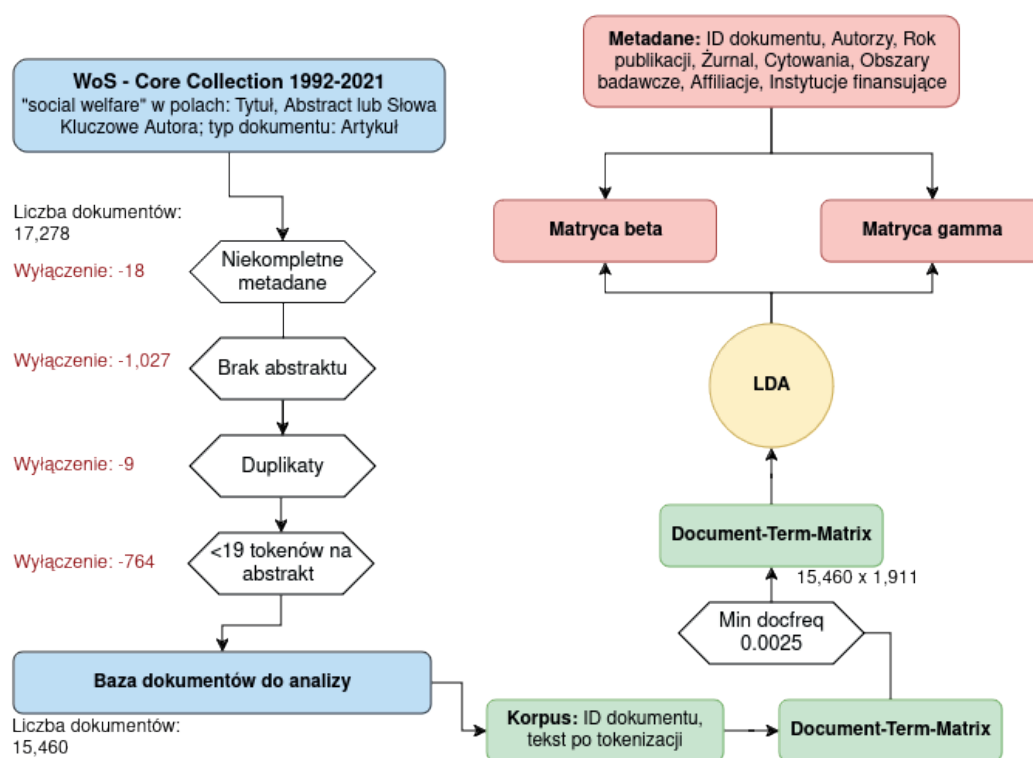 WoS - Core Collection 1992-2021
"social welfare" w polach: Tytuł, Abstract lub Słowa
Kluczowe Autora; typ dokumentu: Artykuł
Liczba dokumentów:
17,278
Wyłączenie: -18
Niekompletne
metadane
Wyłączenie: -1,027
Brak abstraktu
Wyłączenie: -9
Duplikaty
Wyłączenie: -764
<19 tokenów na
abstrakt
Baza dokumentów do analizy
Liczba dokumentów:
15,460
Korpus: ID dokumentu,
tekst po tokenizacji
Document-Term-Matrix
Min docfreq
0.0025
Document-Term-Matrix
15,460 x 1,911
LDA
Matryca beta
Matryca gamma
Metadane: ID dokumentu, Autorzy, Rok
publikacji, Żurnal, Cytowania, Obszary
badawcze, Affiliacje, Instytucje finansujące